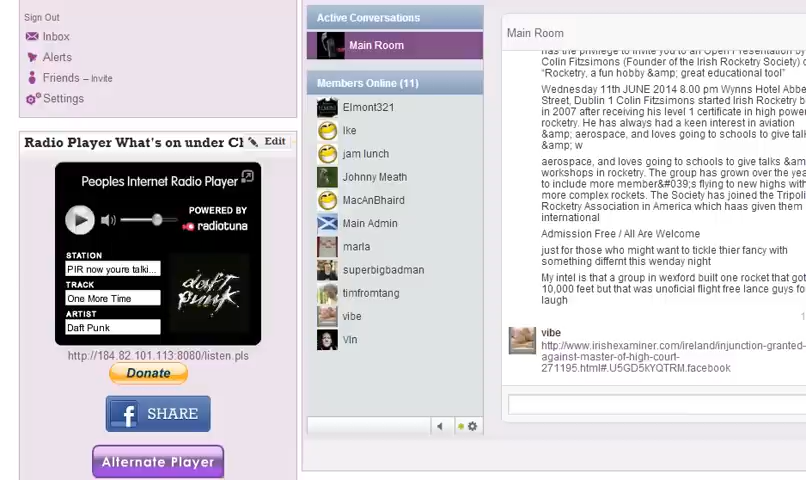 Sign Out
Inbox
Alerts
Friends – Invite
Settings
Radio Player What's on under Cl
Edit
Peoples Internet Radio Player
POWERED BY
radiotuna
STATION
PIR now youre talki...
TRACK
One More Time
ARTIST
Daft Punk
daft
punk
http://184.82.101.113:8080/listen.pls
Donate
f SHARE
Alternate Player
Active Conversations
Main Room
Members Online (11)
Elmont321
Ike
jam lunch
Johnny Meath
MacAnBhaird
Main Admin
marla
superbigbadman
timfromtang
vibe
Vin
Main Room
has the privilege to invite you to an Open Presentation by
Colin Fitzsimons (Founder of the Irish Rocketry Society) o
"Rocketry, a fun hobby &amp; great educational tool"
Wednesday 11th JUNE 2014 8.00 pm Wynns Hotel Abbe
Street, Dublin 1 Colin Fitzsimons started Irish Rocketry b
in 2007 after receiving his level 1 certificate in high powe
rocketry. He has always had a keen interest in aviation
&amp; aerospace, and loves going to schools to give talk
&amp; w
aerospace, and loves going to schools to give talks &am
workshops in rocketry. The group has grown over the yea
to include more member&#039;s flying to new highs with
more complex rockets. The Society has joined the Tripoli
Rocketry Association in America which haas given them
international
Admission Free / All Are Welcome
just for those who might want to tickle thier fancy with
something differnt this wenday night
My intel is that a group in wexford built one rocket that got
10,000 feet but that was unoficial flight free lance guys fo
laugh
1
vibe
http://www.irishexaminer.com/ireland/injunction-granted-
against-master-of-high-court-
271195.html#.U5GD5kYQTRM.facebook